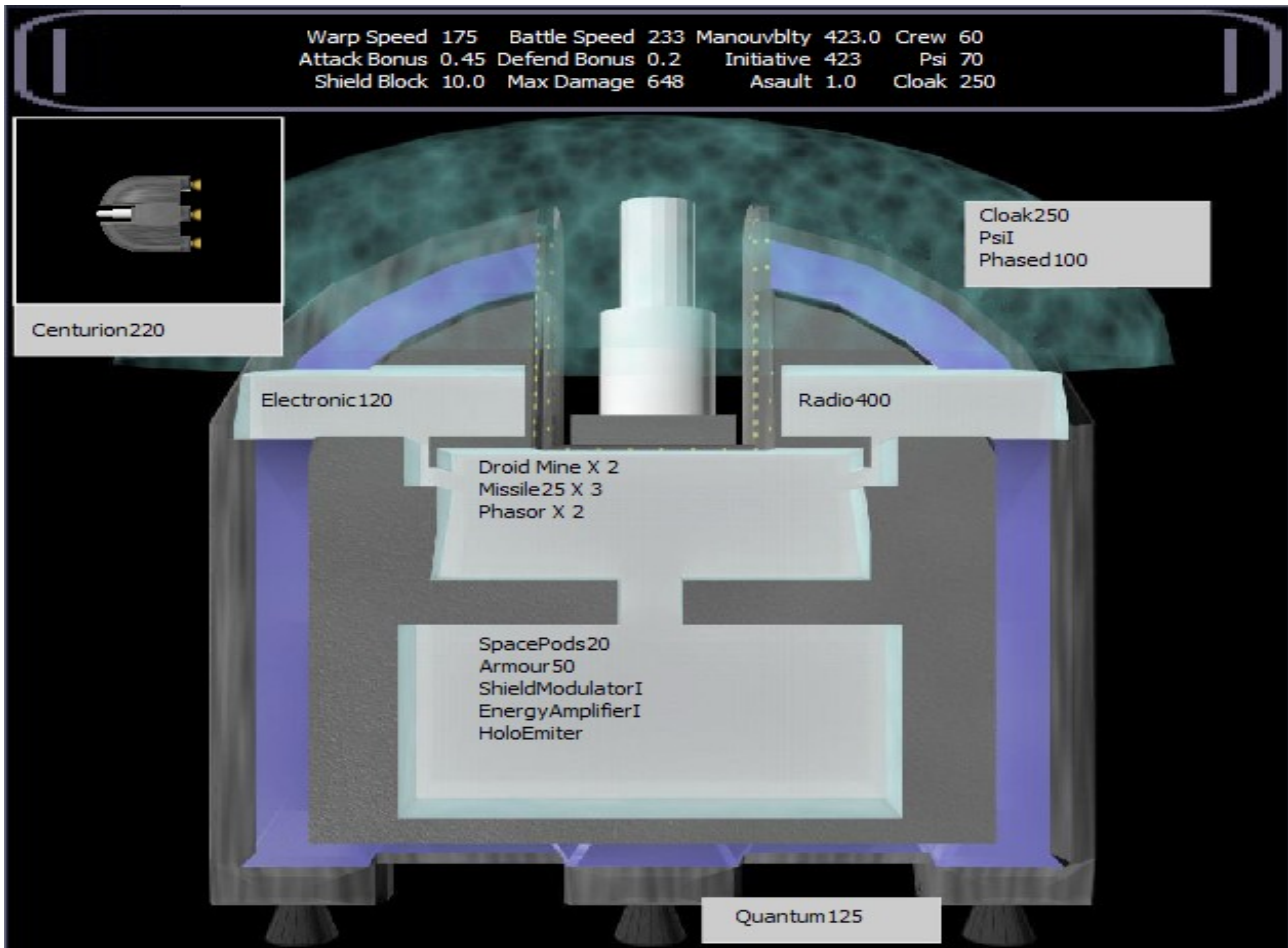 Warp Speed 175 Battle Speed 233 Manouvblty 423.0 Crew 60
Attack Bonus 0.45 Defend Bonus 0.2 Initiative 423 Psi 70
Shield Block 10.0 Max Damage 648 Asault 1.0 Cloak 250
Cloak250
PsiI
Phased100
Centurion220
Electronic120
Radio400
Droid Mine X 2
Missile25 X 3
Phasor X 2
SpacePods20
Armour50
ShieldModulatorI
EnergyAmplifierI
HoloEmiter
Quantum125